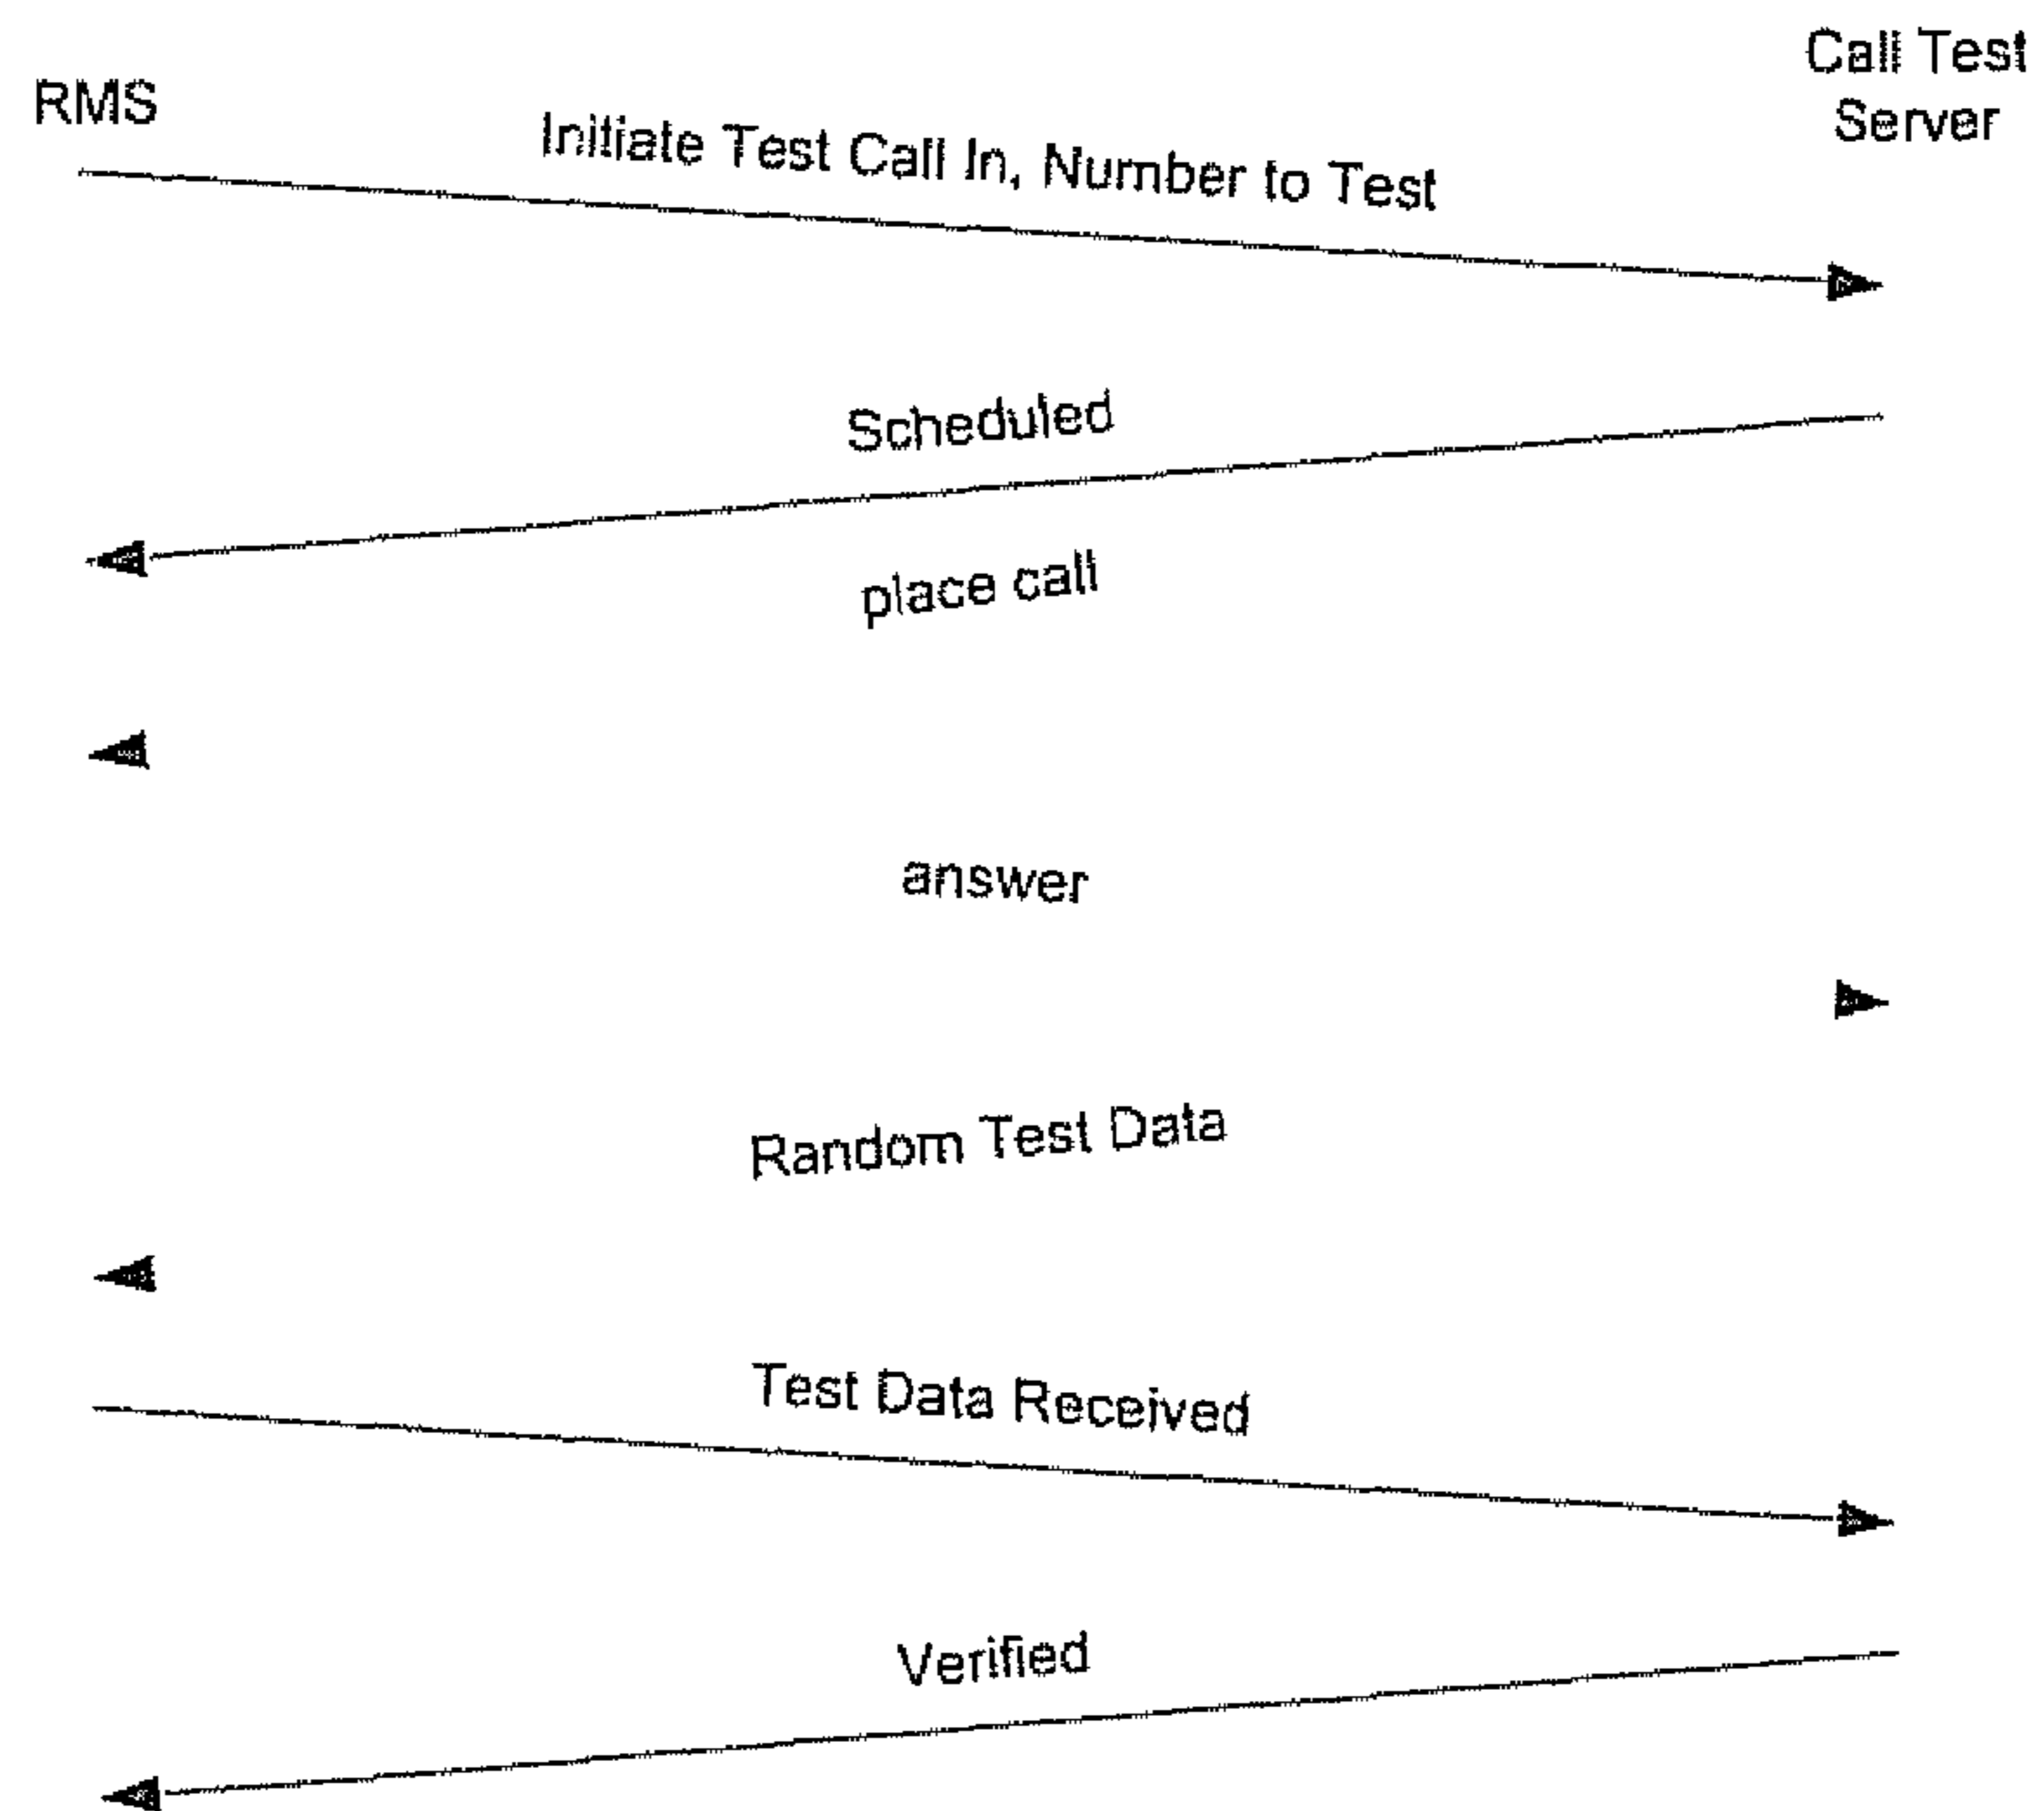 RMS
Call Test
Server
Initiate Test Call In, Number to Test
Scheduled
place call
answer
Random Test Data
Test Data Received
Verified